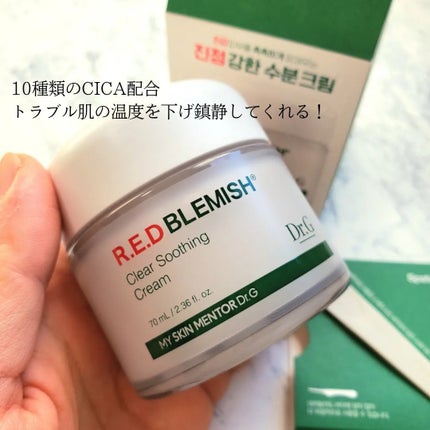 진정 강한 수분 크림
10種類のCICA配合
トラブル肌の温度を下げ鎮静してくれる！
R.E.D BLEMISH®
Clear Soothing
Cream
Dr.G
70 mL / 2.36 fl. oz.
MY SKIN MENTOR Dr.G